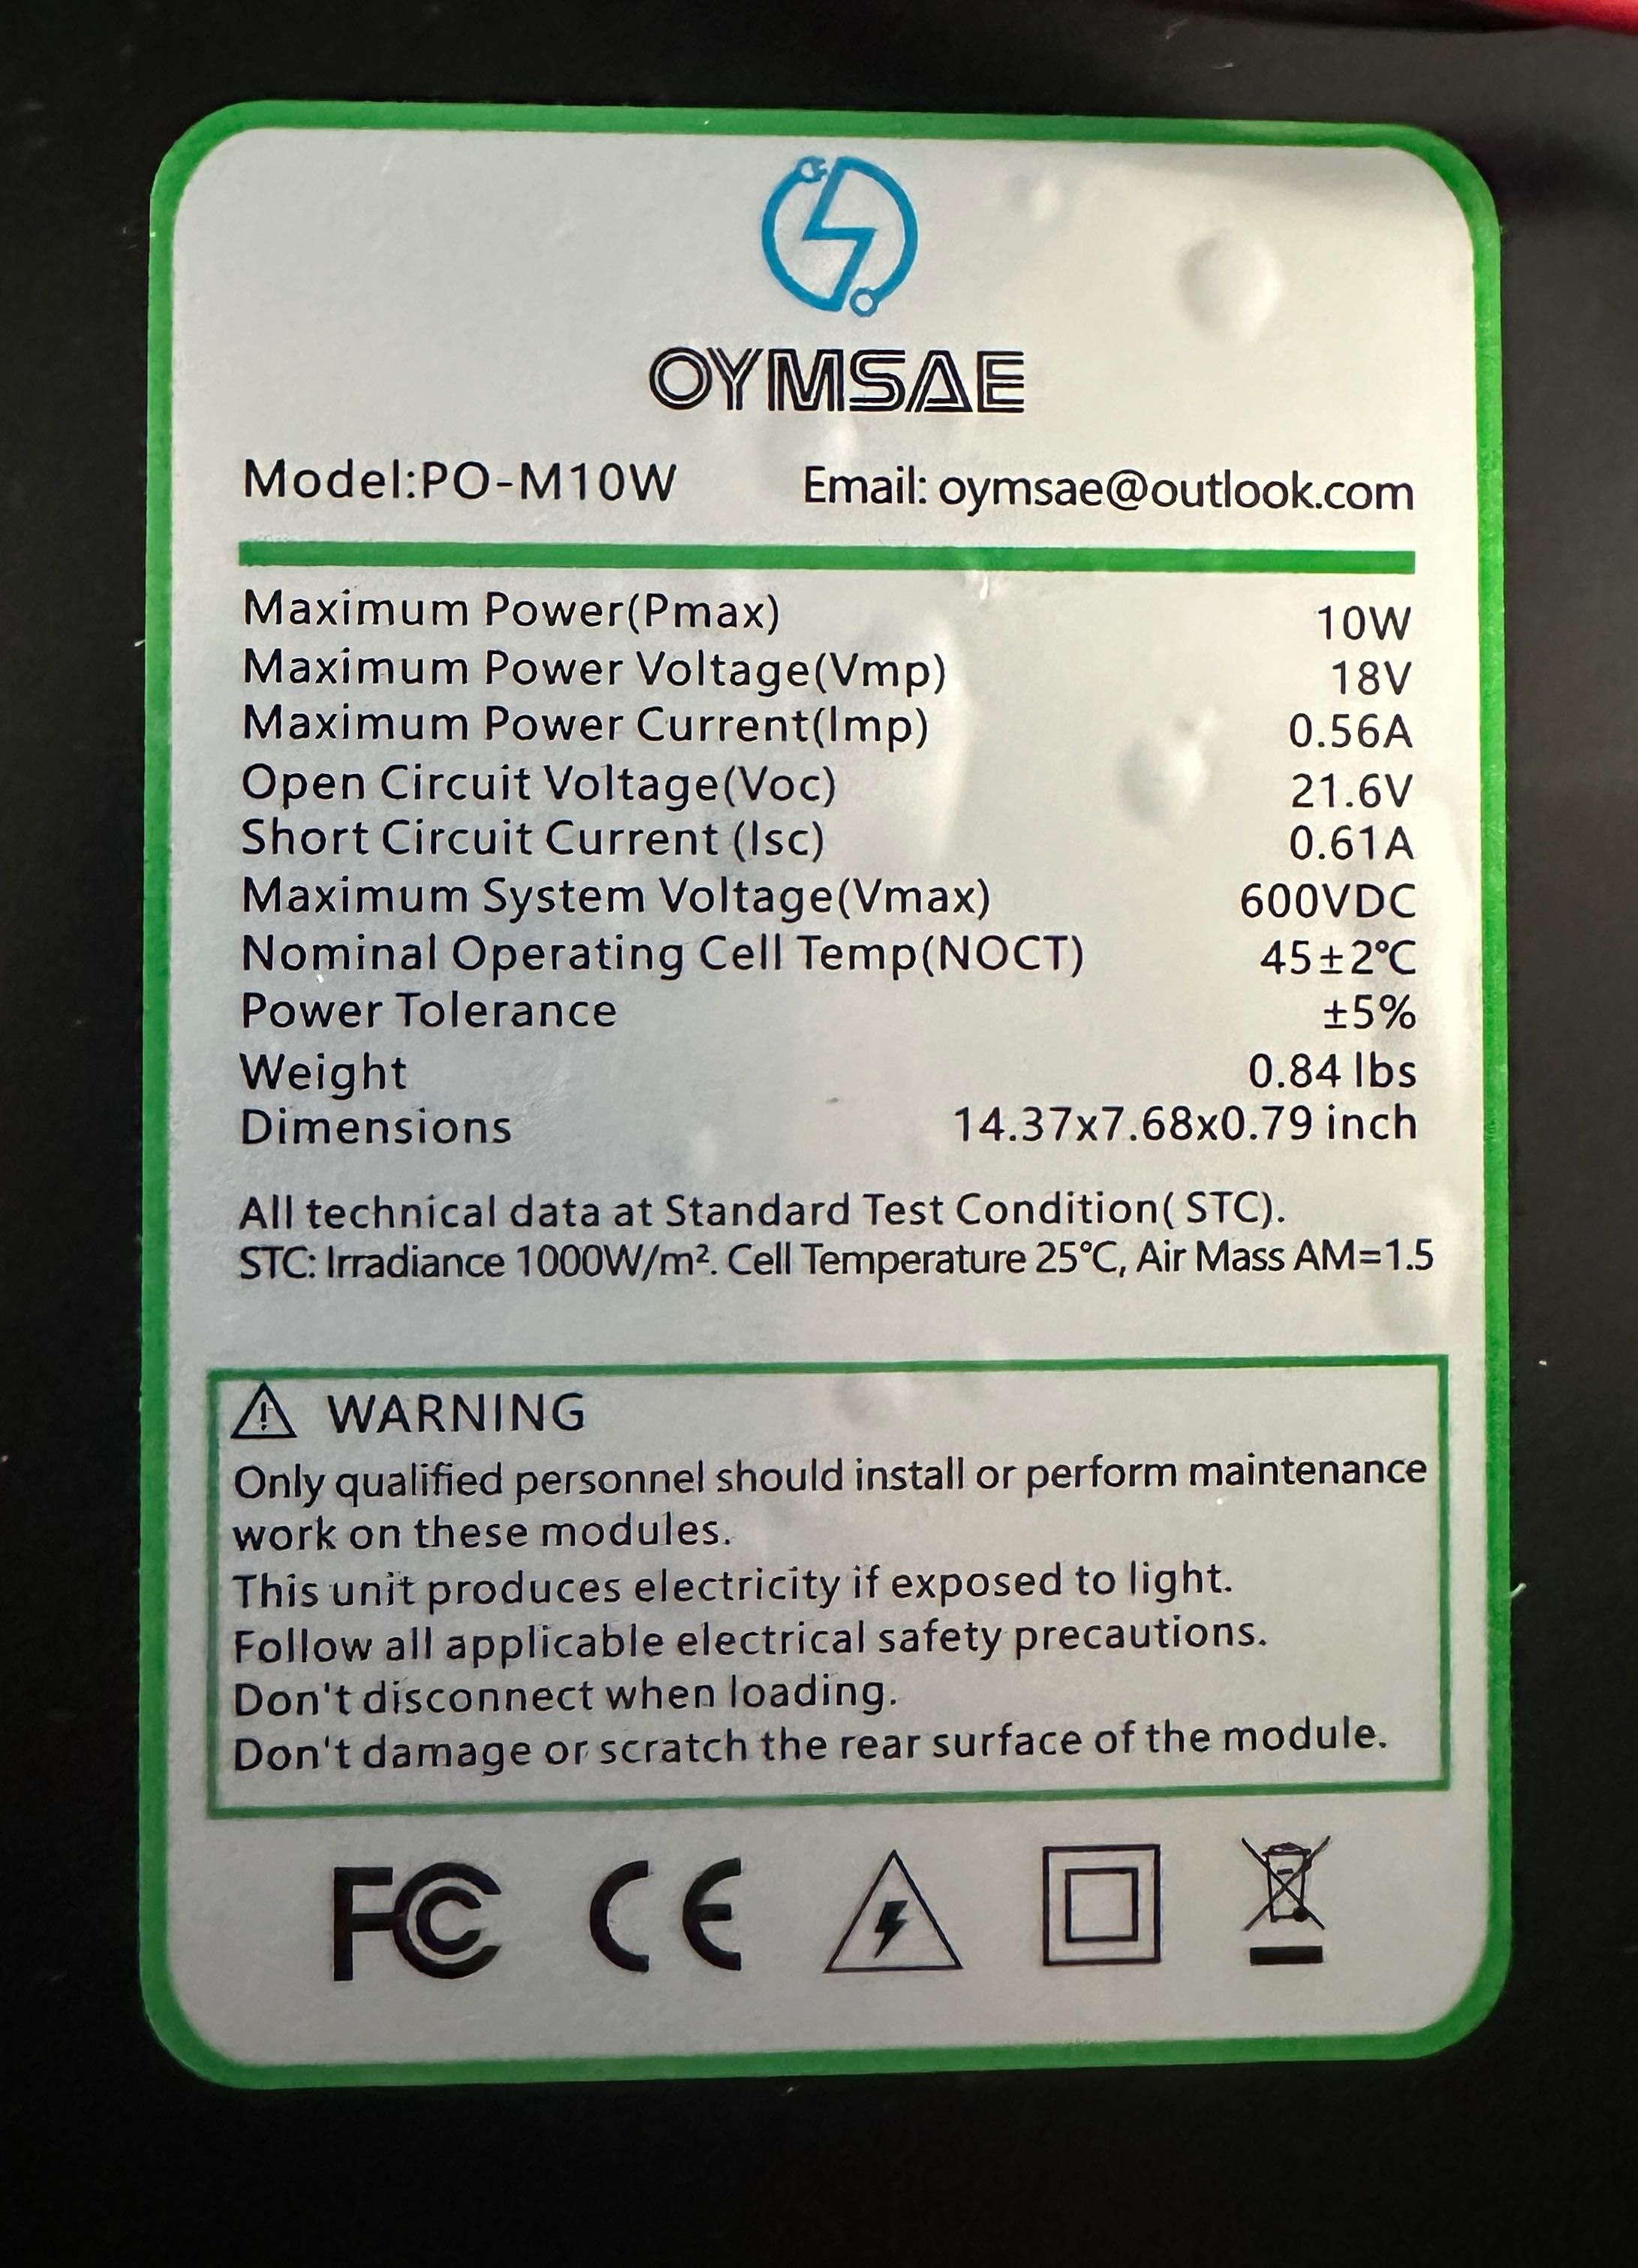 OYMSAE
Model:PO-M10W Email: oymsae@outlook.com
Maximum Power(Pmax) 10W
Maximum Power Voltage(Vmp) 18V
Maximum Power Current(Imp) 0.56A
Open Circuit Voltage(Voc) 21.6V
Short Circuit Current (Isc) 0.61A
Maximum System Voltage(Vmax) 600VDC
Nominal Operating Cell Temp(NOCT) 45±2℃
Power Tolerance ±5%
Weight 0.84 lbs
Dimensions 14.37x7.68x0.79 inch
All technical data at Standard Test Condition( STC).
STC: Irradiance 1000W/m². Cell Temperature 25℃, Air Mass AM=1.5
WARNING
Only qualified personnel should install or perform maintenance
work on these modules.
This unit produces electricity if exposed to light.
Follow all applicable electrical safety precautions.
Don't disconnect when loading.
Don't damage or scratch the rear surface of the module.
FC CE